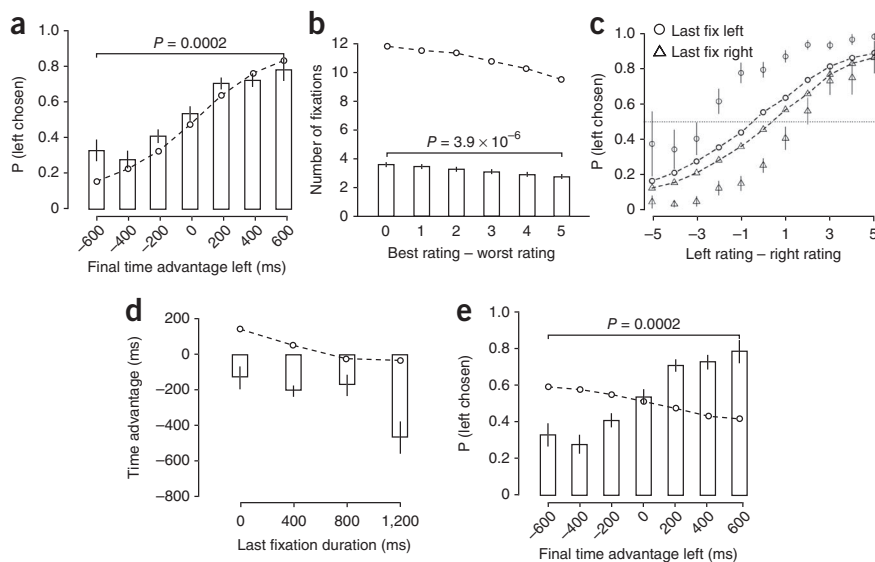 a
P = 0.0002
1.0
0.8
0.6
0.4
0.2
0
P (left chosen)
–600
–400
–200
0
200
400
600
Final time advantage left (ms)
b
12
10
8
6
4
2
0
Number of fixations
P = 3.9 × 10–6
0 1 2 3 4 5
Best rating – worst rating
c
Last fix left
Last fix right
1.0
0.8
0.6
0.4
0.2
0
P (left chosen)
–5 –3 –1 1 3 5
Left rating – right rating
d
200
0
–200
–400
–600
–800
Time advantage (ms)
0 400 800 1,200
Last fixation duration (ms)
e
P = 0.0002
1.0
0.8
0.6
0.4
0.2
0
P (left chosen)
–600
–400
–200
0
200
400
600
Final time advantage left (ms)